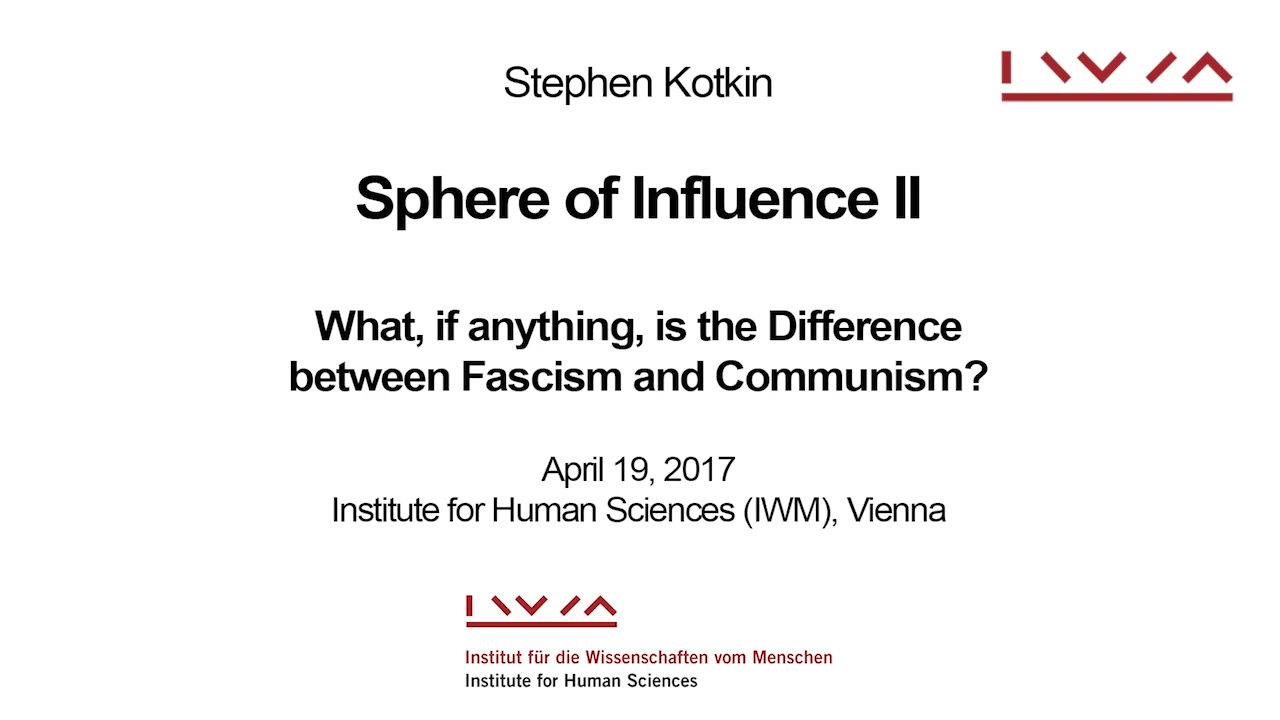 Stephen Kotkin
Sphere of Influence II
What, if anything, is the Difference
between Fascism and Communism?
April 19, 2017
Institute for Human Sciences (IWM), Vienna
Institut für die Wissenschaften vom Menschen
Institute for Human Sciences